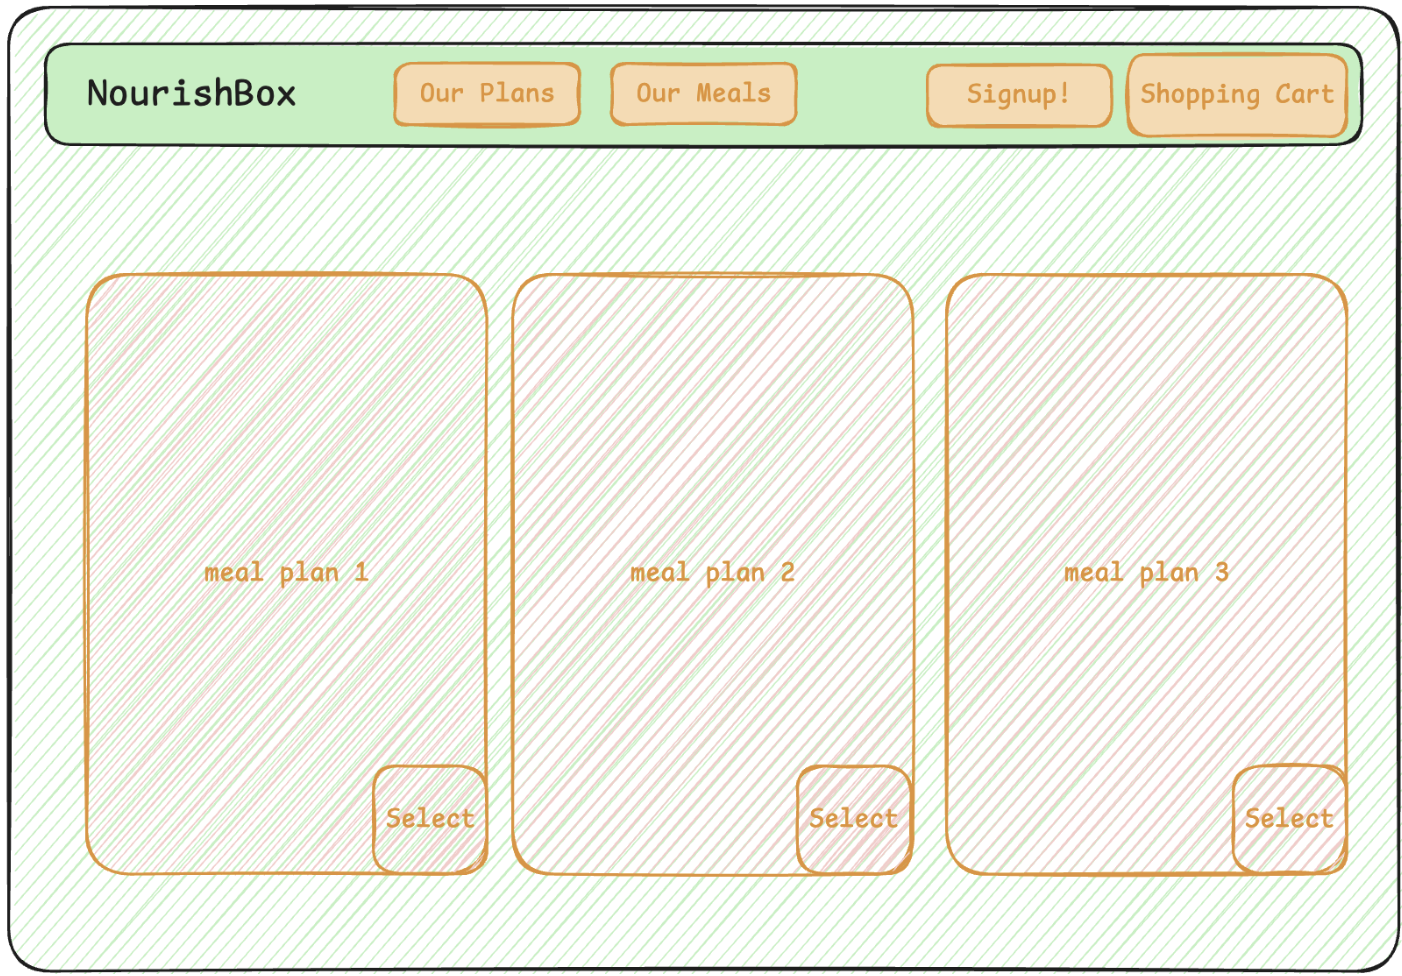 NourishBox
Our Plans
Our Meals
Signup!
Shopping Cart
meal plan 1
meal plan 2
meal plan 3
Select
Select
Select